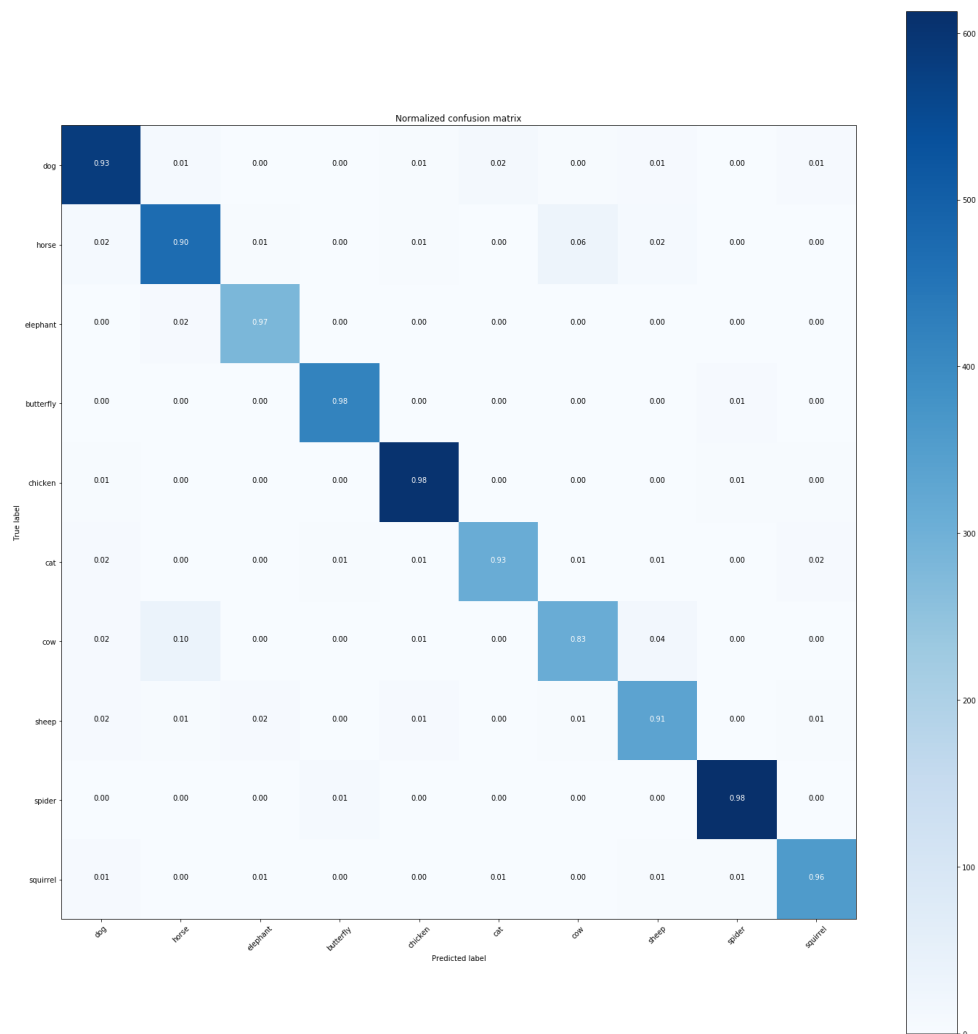 Normalized confusion matrix
True label
dog 0.93 0.01 0.00 0.00 0.01 0.02 0.00 0.01 0.00 0.01
horse 0.02 0.90 0.01 0.00 0.01 0.00 0.06 0.02 0.00 0.00
elephant 0.00 0.02 0.97 0.00 0.00 0.00 0.00 0.00 0.00 0.00
butterfly 0.00 0.00 0.00 0.98 0.00 0.00 0.00 0.00 0.01 0.00
chicken 0.01 0.00 0.00 0.00 0.98 0.00 0.00 0.00 0.01 0.00
cat 0.02 0.00 0.00 0.01 0.01 0.93 0.01 0.01 0.00 0.02
cow 0.02 0.10 0.00 0.00 0.01 0.00 0.83 0.04 0.00 0.00
sheep 0.02 0.01 0.02 0.00 0.01 0.00 0.01 0.91 0.00 0.01
spider 0.00 0.00 0.00 0.01 0.00 0.00 0.00 0.00 0.98 0.00
squirrel 0.01 0.00 0.01 0.00 0.00 0.01 0.00 0.01 0.01 0.96
dog horse elephant butterfly chicken cat cow sheep spider squirrel
Predicted label
600
500
400
300
200
100
0